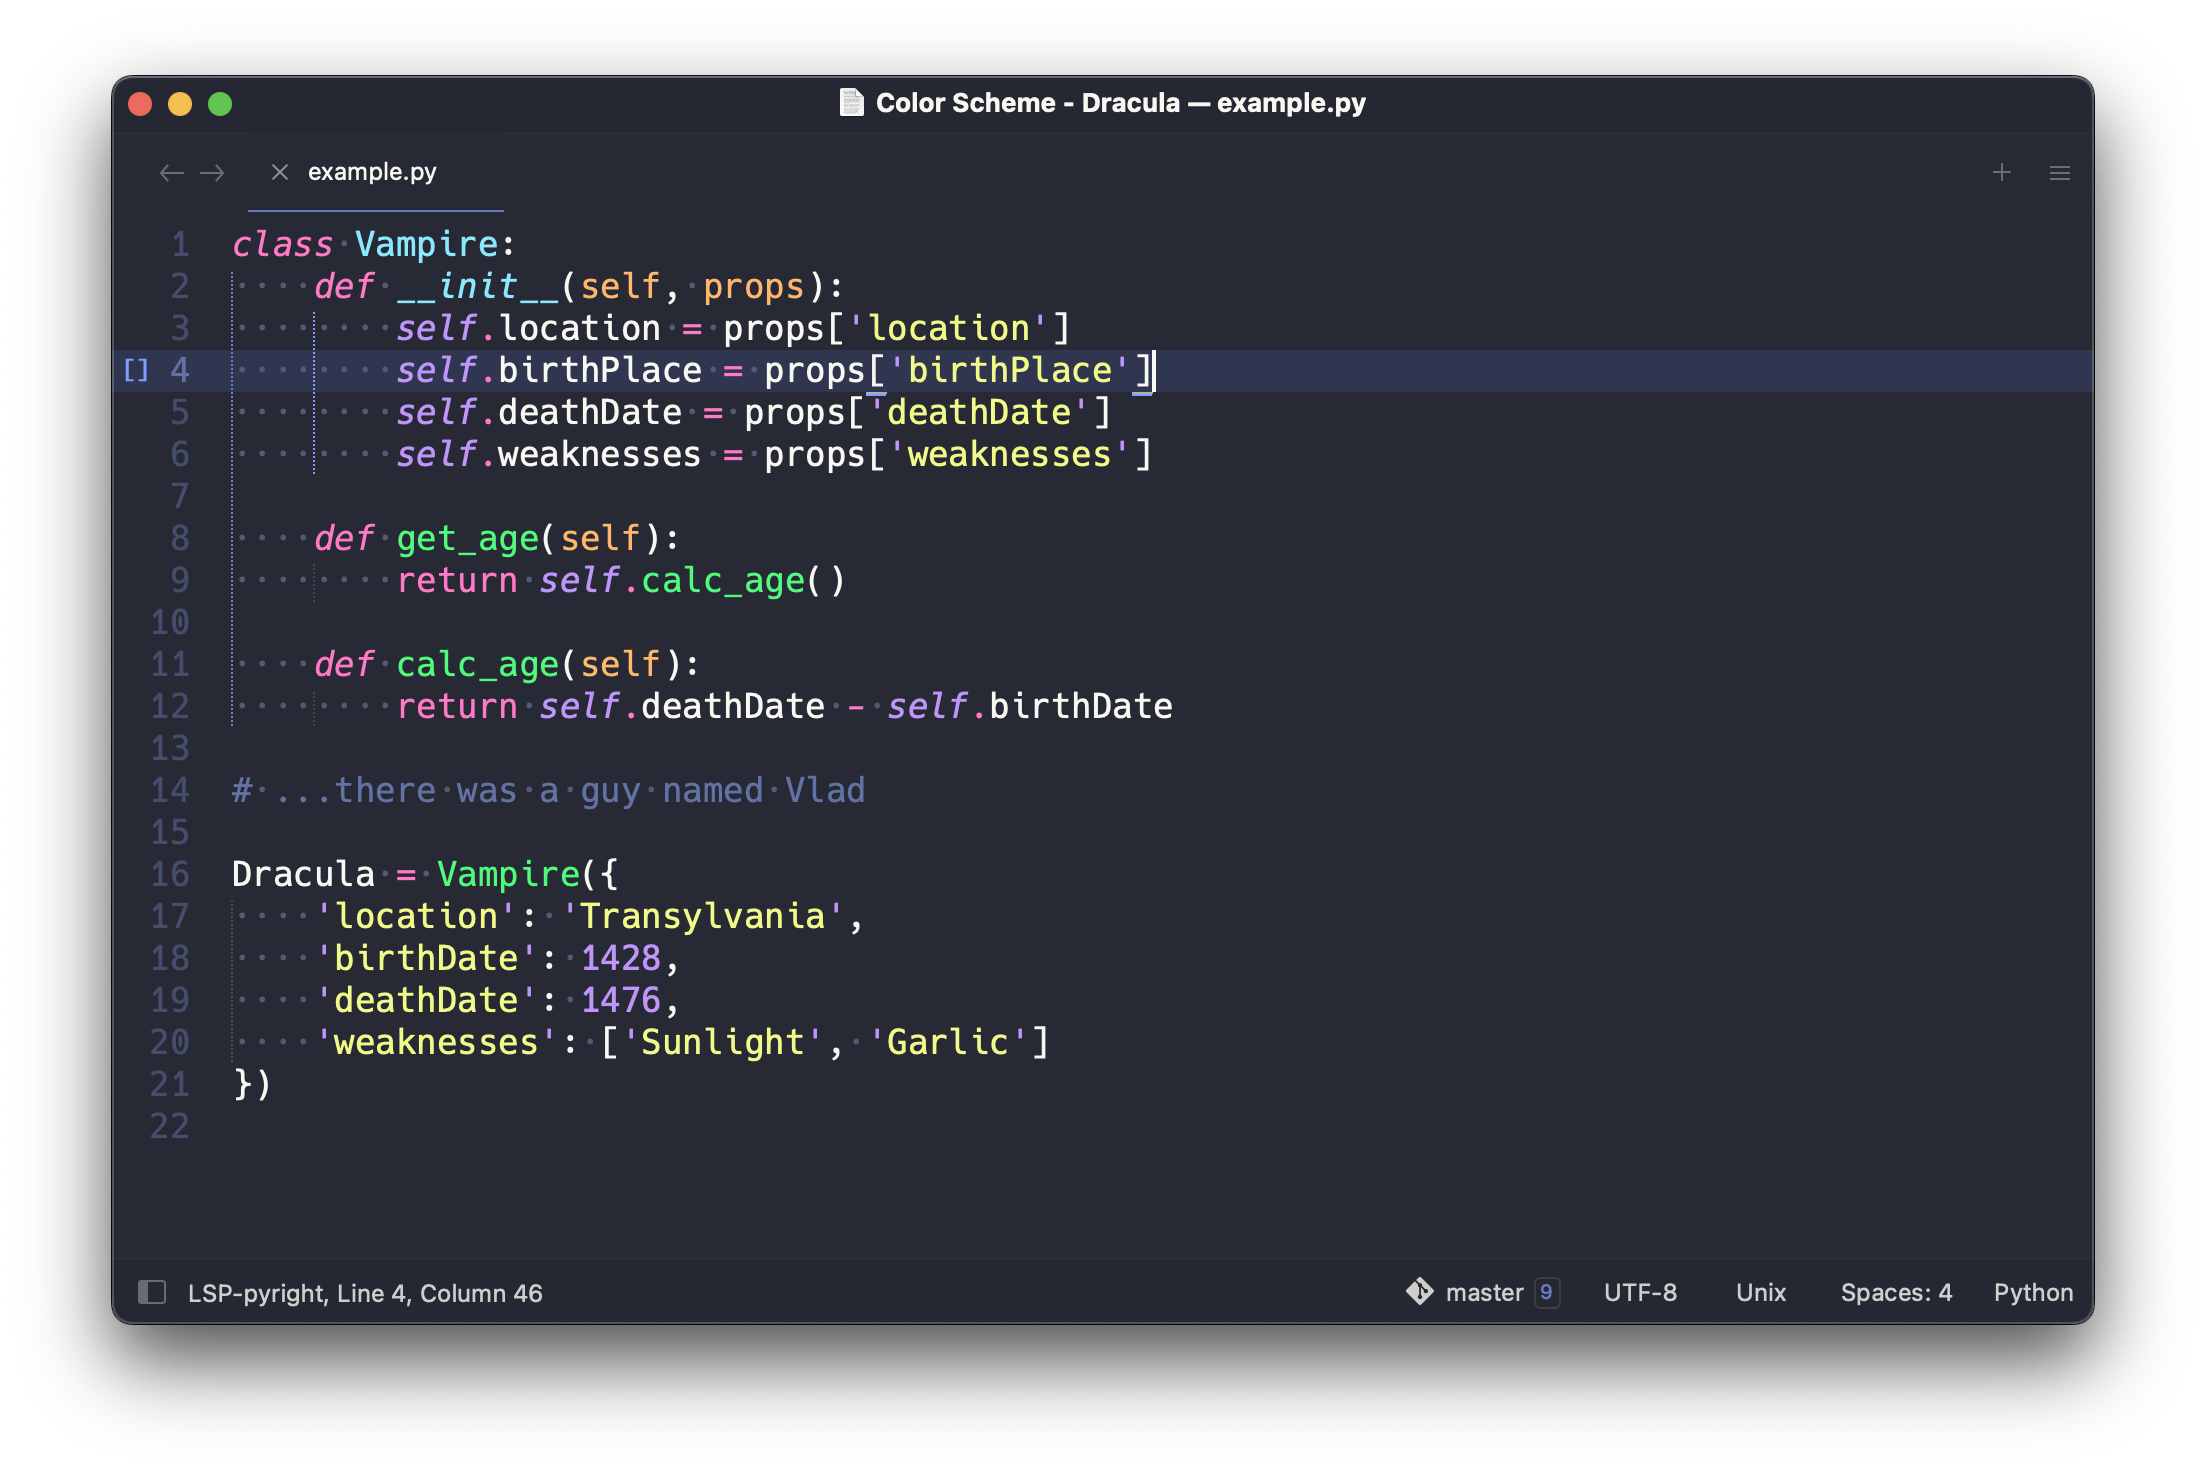 Color Scheme - Dracula — example.py
example.py
1 class Vampire:
2     def __init__(self, props):
3         self.location = props['location']
[] 4         self.birthPlace = props['birthPlace']
5         self.deathDate = props['deathDate']
6         self.weaknesses = props['weaknesses']
7
8     def get_age(self):
9         return self.calc_age()
10
11     def calc_age(self):
12         return self.deathDate - self.birthDate
13
14 # ...there was a guy named Vlad
15
16 Dracula = Vampire({
17     'location': 'Transylvania',
18     'birthDate': 1428,
19     'deathDate': 1476,
20     'weaknesses': ['Sunlight', 'Garlic']
21 })
22
LSP-pyright, Line 4, Column 46 master 9 UTF-8 Unix Spaces: 4 Python